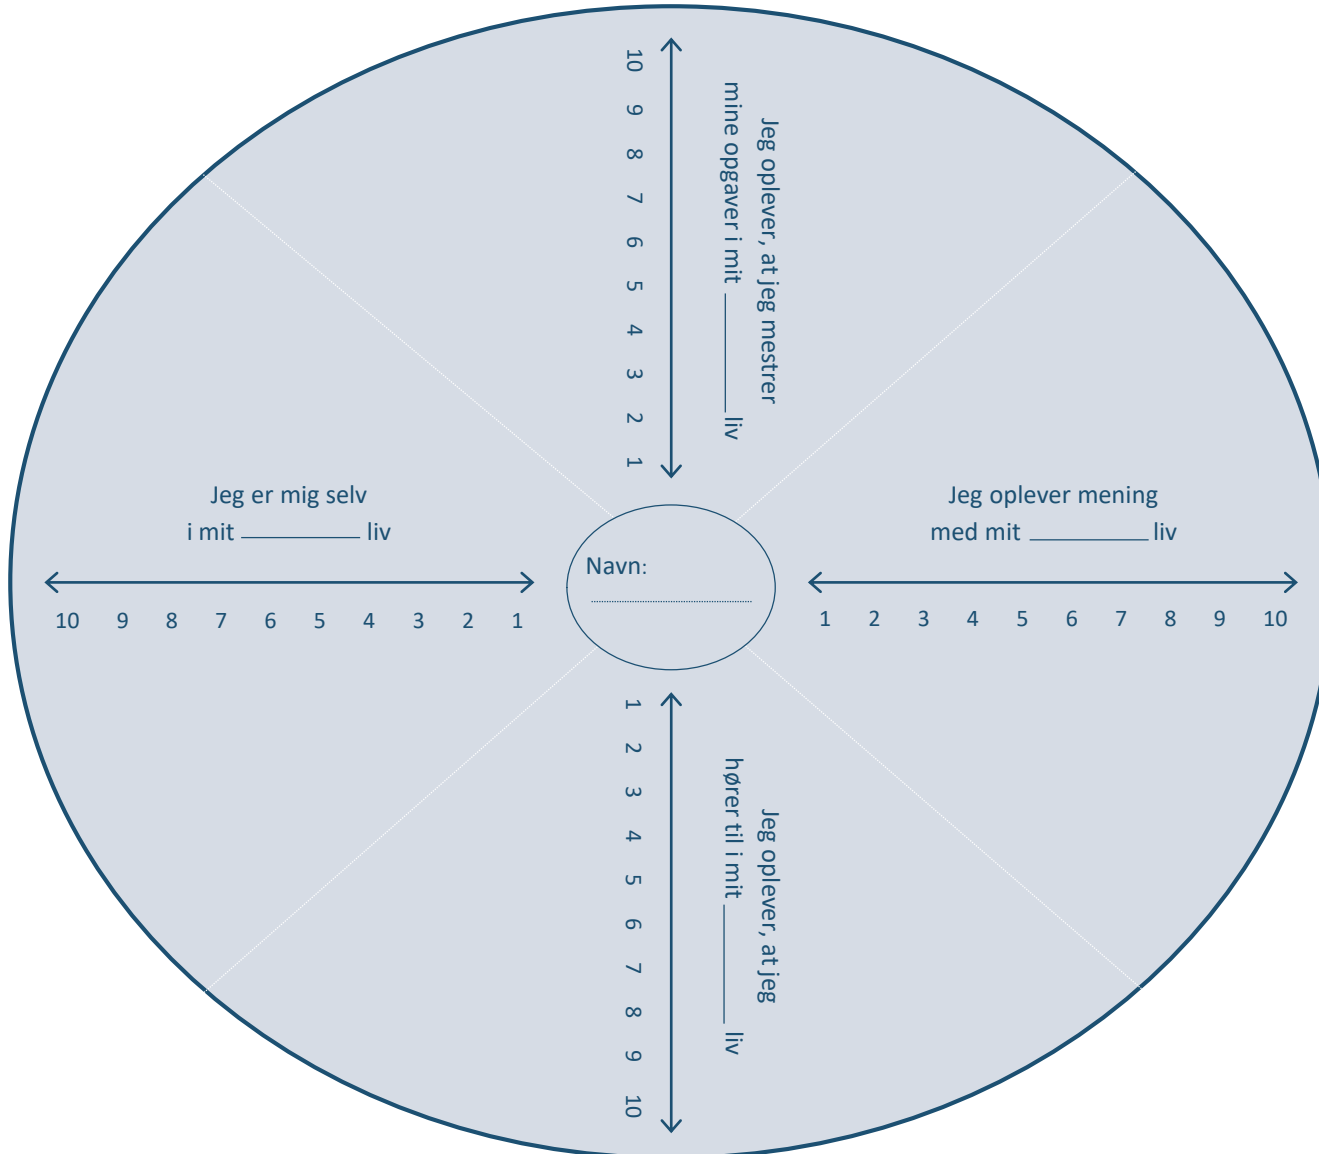 10 9 8 7 6 5 4 3 2 1
Jeg oplever, at jeg mestrer
mine opgaver i mit __________ liv
Jeg er mig selv
i mit __________ liv
10 9 8 7 6 5 4 3 2 1
Navn:
Jeg oplever mening
med mit __________ liv
1 2 3 4 5 6 7 8 9 10
1 2 3 4 5 6 7 8 9 10
Jeg oplever, at jeg
hører til i mit __________ liv